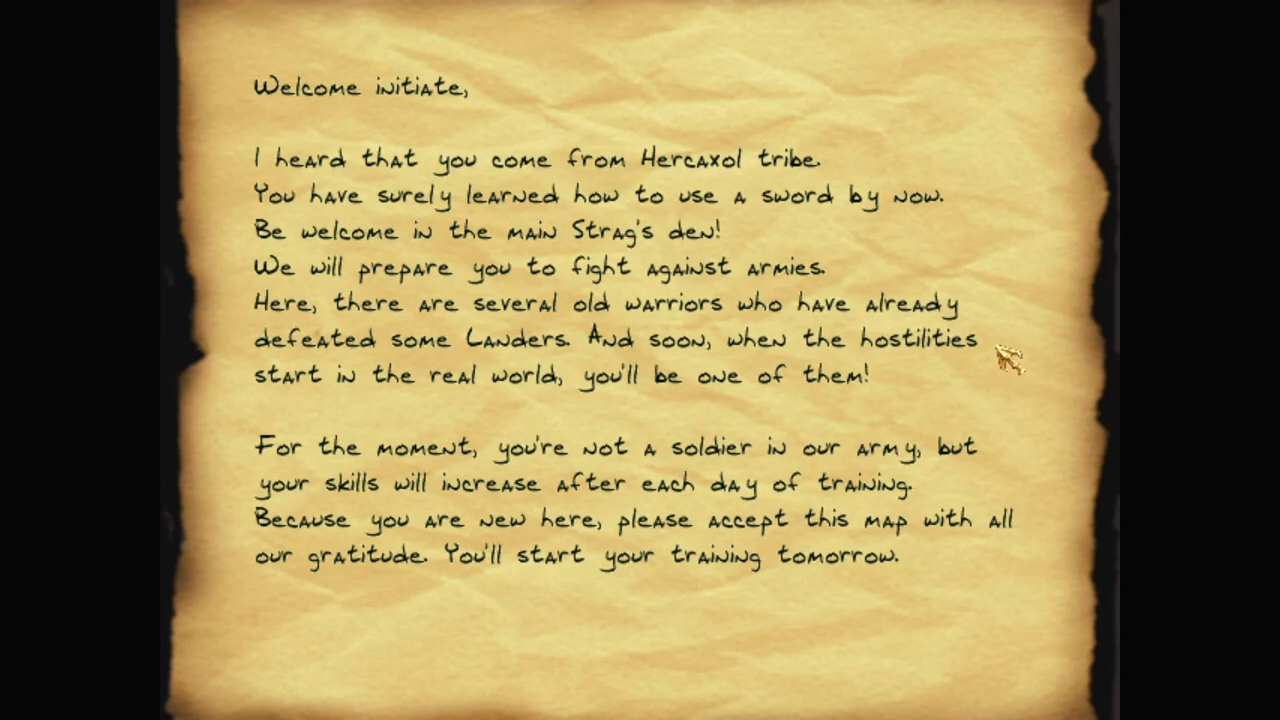 Welcome initiate,
I heard that you come from Hercaxol tribe.
You have surely learned how to use a sword by now.
Be welcome in the main Strag's den!
We will prepare you to fight against armies.
Here, there are several old warriors who have already
defeated some Landers. And soon, when the hostilities
start in the real world, you'll be one of them!
For the moment, you're not a soldier in our army, but
your skills will increase after each day of training.
Because you are new here, please accept this map with all
our gratitude. You'll start your training tomorrow.